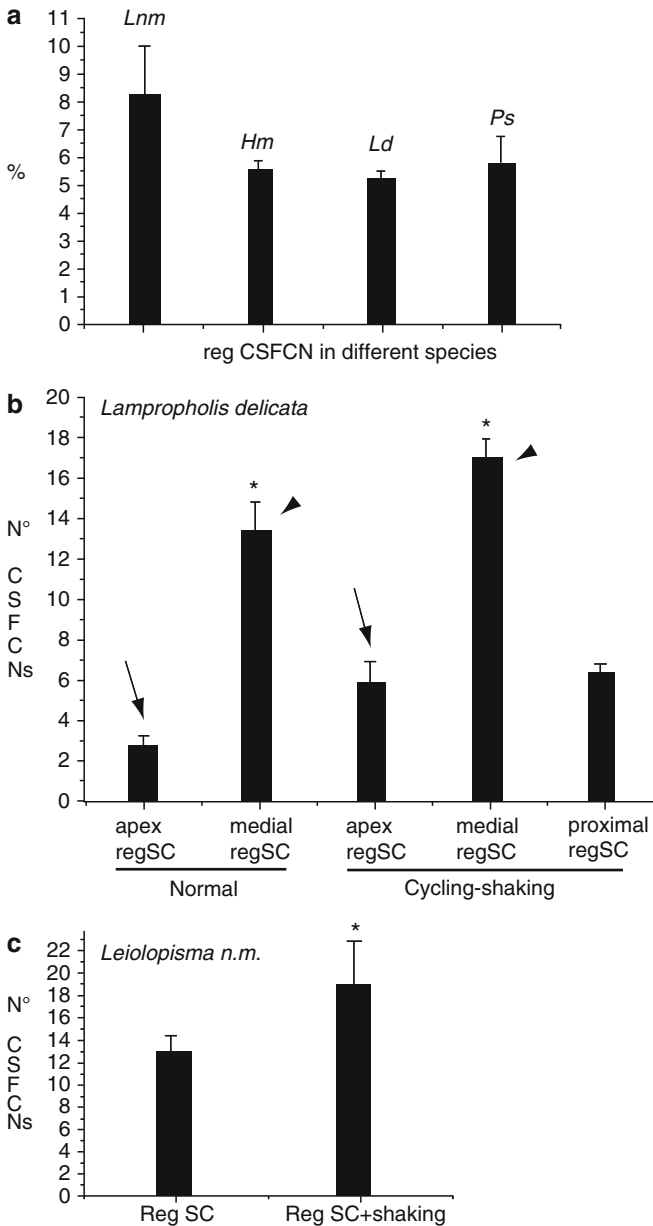 a
11
10
9
8
7
6
5
4
3
2
1
0
%
Lnm
Hm
Ld
Ps
reg CSFCN in different species
b
20
18
16
14
12
10
8
6
4
2
0
N°
C
S
F
C
Ns
Lampropholis delicata
*
*
apex regSC
medial regSC
apex regSC
medial regSC
proximal regSC
Normal
Cycling-shaking
c
22
20
18
16
14
12
10
8
6
4
2
0
N°
C
S
F
C
Ns
Leiolopisma n.m.
*
Reg SC
Reg SC+shaking